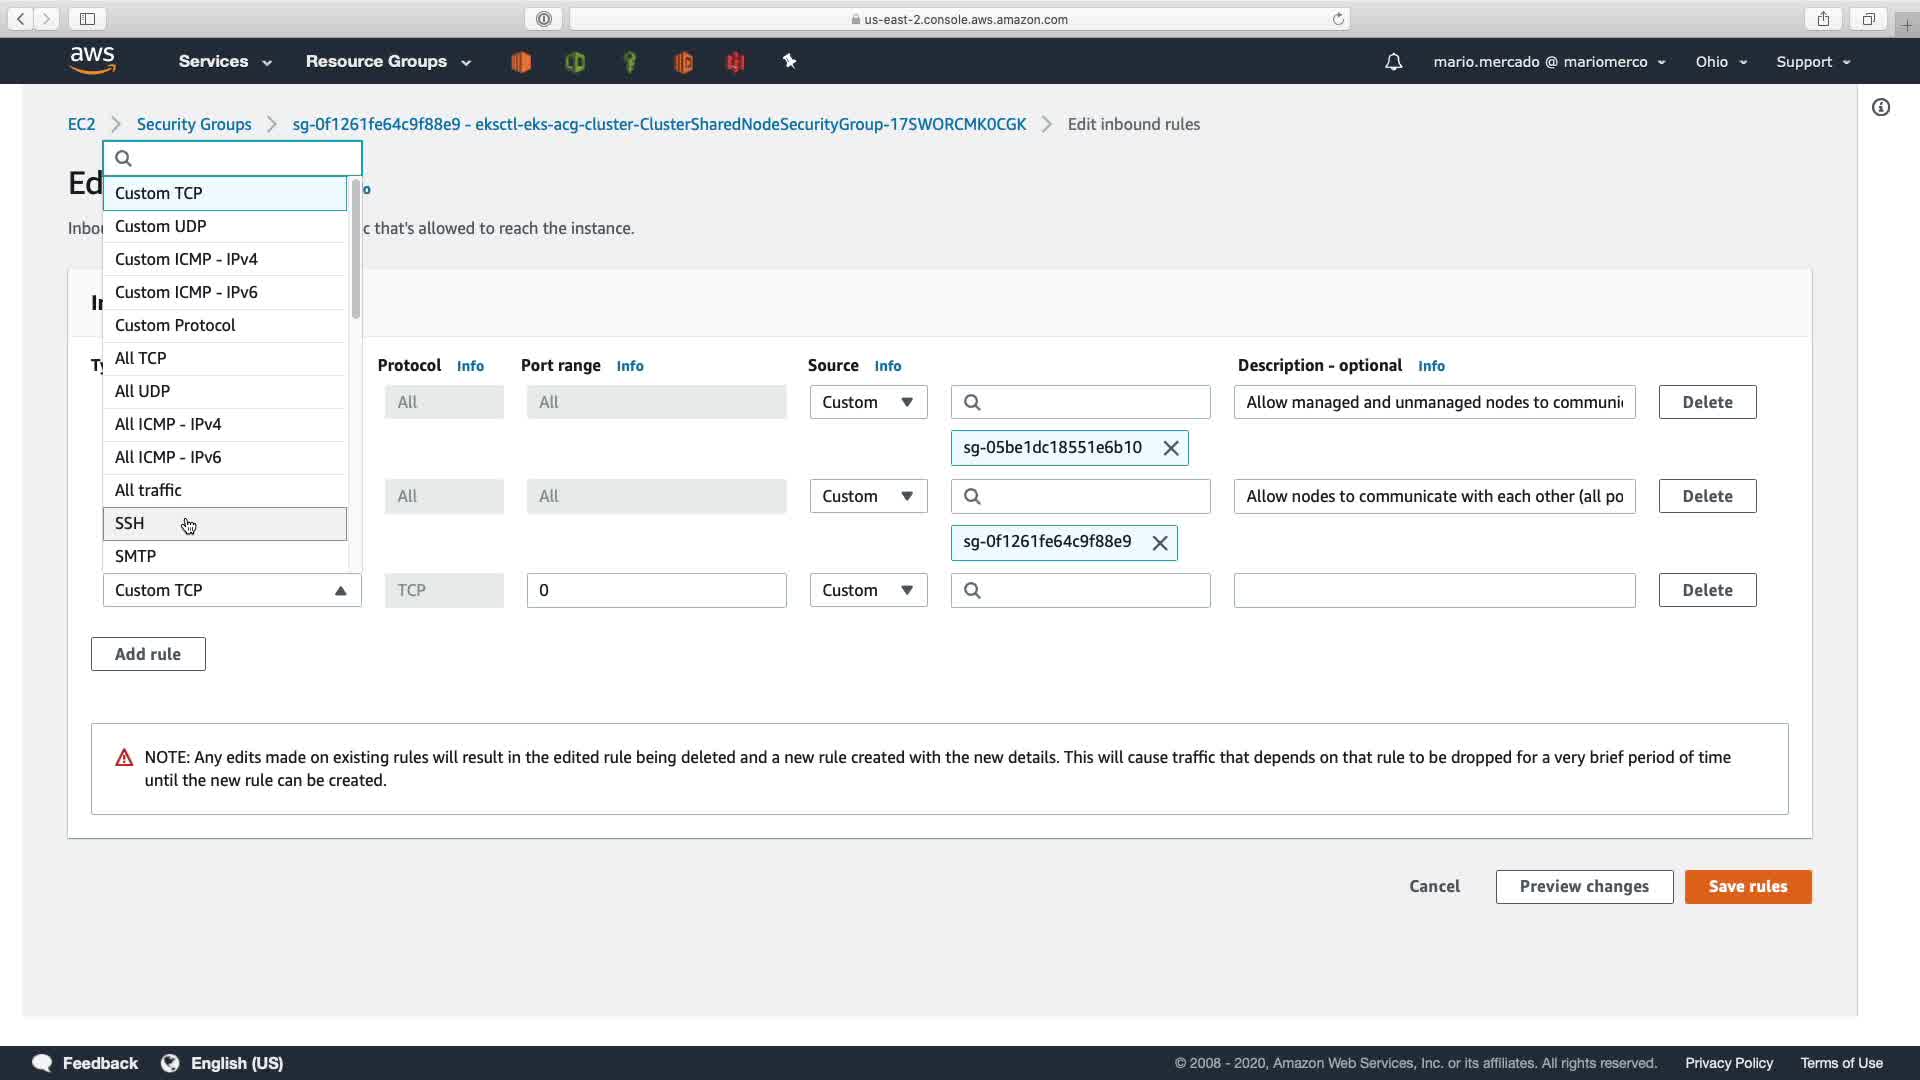 us-east-2.console.aws.amazon.com
aws
Services
Resource Groups
mario.mercado @ mariomerco
Ohio
Support
EC2
Security Groups
sg-0f1261fe64c9f88e9 - eksctl-eks-acg-cluster-ClusterSharedNodeSecurityGroup-17SWORCMK0CGK
Edit inbound rules
Ed
o
Inbou
c that's allowed to reach the instance.
Custom TCP
Custom UDP
Custom ICMP - IPv4
Custom ICMP - IPv6
Custom Protocol
All TCP
All UDP
All ICMP - IPv4
All ICMP - IPv6
All traffic
SSH
SMTP
Protocol Info
Port range Info
Source Info
Description - optional Info
All
All
Custom
Allow managed and unmanaged nodes to communi
Delete
sg-05be1dc18551e6b10
All
All
Custom
Allow nodes to communicate with each other (all po
Delete
sg-0f1261fe64c9f88e9
Custom TCP
TCP
0
Custom
Delete
Add rule
NOTE: Any edits made on existing rules will result in the edited rule being deleted and a new rule created with the new details. This will cause traffic that depends on that rule to be dropped for a very brief period of time
until the new rule can be created.
Cancel
Preview changes
Save rules
Feedback
English (US)
© 2008 - 2020, Amazon Web Services, Inc. or its affiliates. All rights reserved.
Privacy Policy
Terms of Use